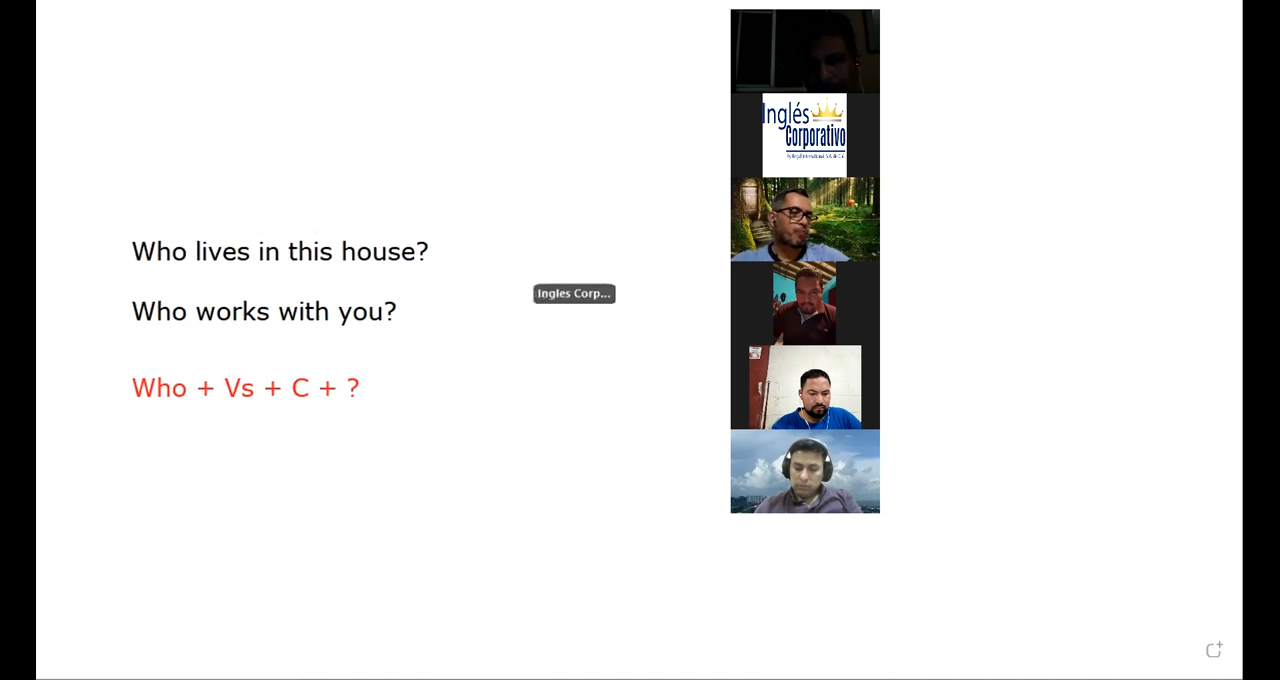 Who lives in this house?
Who works with you?
Who + Vs + C + ?
Ingles Corp...
Inglés
Corporativo